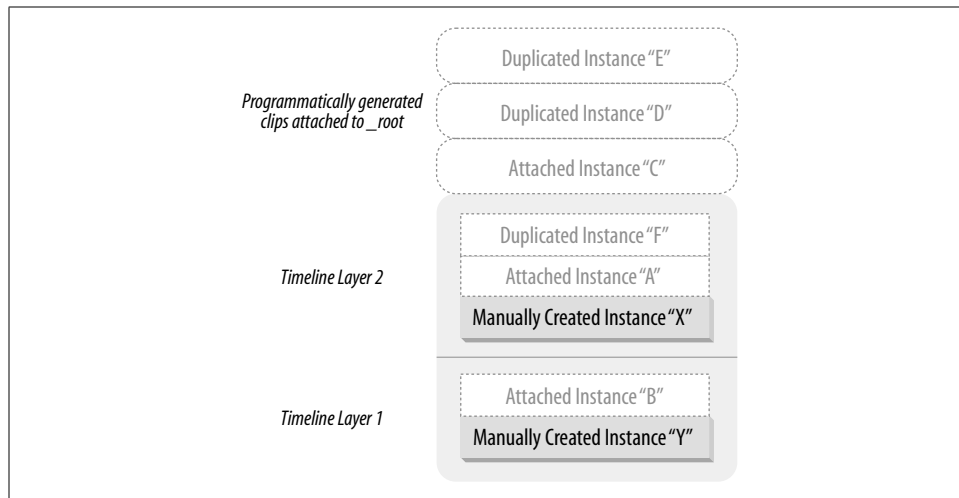 Duplicated Instance “E”
Programmatically generated
clips attached to _root
Duplicated Instance “D”
Attached Instance “C”
Duplicated Instance “F”
Timeline Layer 2
Attached Instance “A”
Manually Created Instance “X”
Attached Instance “B”
Timeline Layer 1
Manually Created Instance “Y”